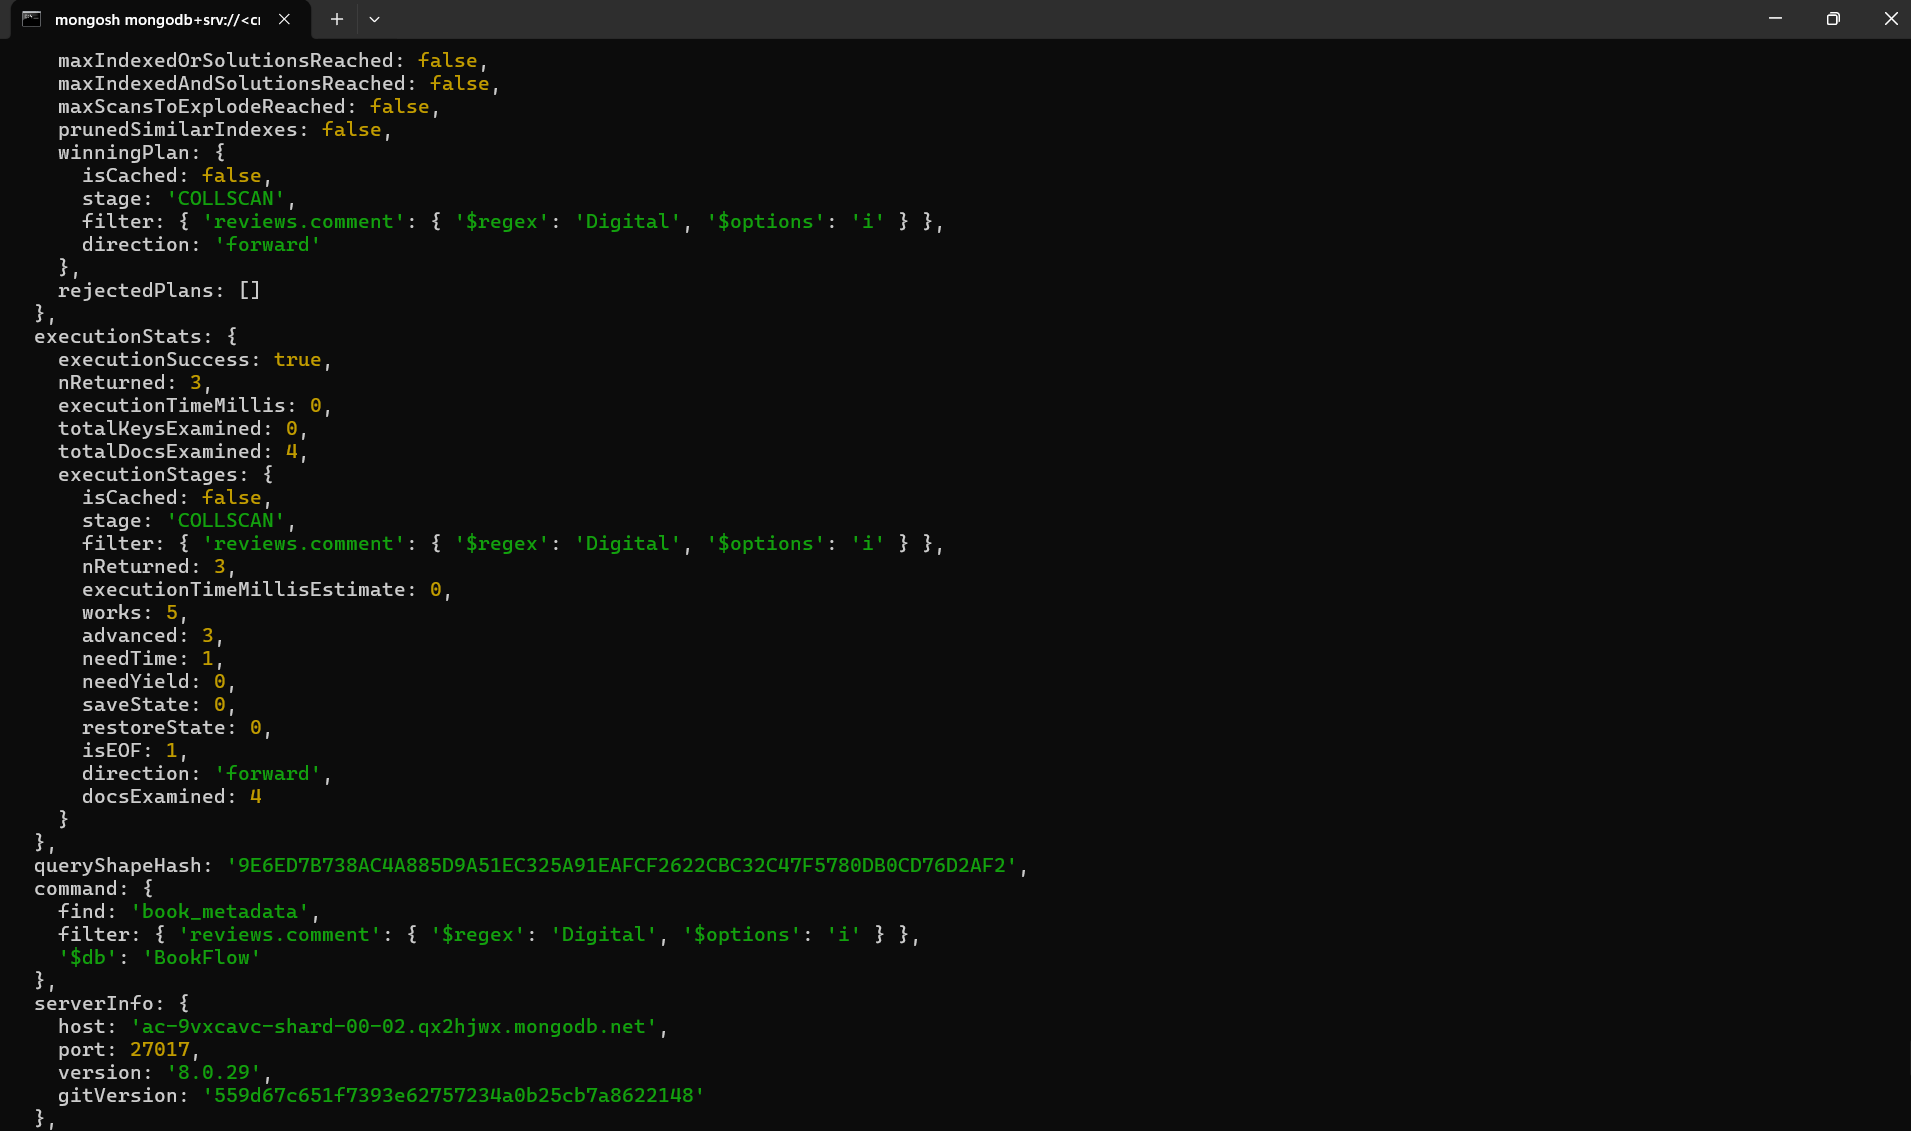 mongosh mongodb+srv://<cr
maxIndexedOrSolutionsReached: false,
maxIndexedAndSolutionsReached: false,
maxScansToExplodeReached: false,
prunedSimilarIndexes: false,
winningPlan: {
isCached: false,
stage: 'COLLSCAN',
filter: { 'reviews.comment': { '$regex': 'Digital', '$options': 'i' } },
direction: 'forward'
},
rejectedPlans: []
},
executionStats: {
executionSuccess: true,
nReturned: 3,
executionTimeMillis: 0,
totalKeysExamined: 0,
totalDocsExamined: 4,
executionStages: {
isCached: false,
stage: 'COLLSCAN',
filter: { 'reviews.comment': { '$regex': 'Digital', '$options': 'i' } },
nReturned: 3,
executionTimeMillisEstimate: 0,
works: 5,
advanced: 3,
needTime: 1,
needYield: 0,
saveState: 0,
restoreState: 0,
isEOF: 1,
direction: 'forward',
docsExamined: 4
}
},
queryShapeHash: '9E6ED7B738AC4A885D9A51EC325A91EAFCF2622CBC32C47F5780DB0CD76D2AF2',
command: {
find: 'book_metadata',
filter: { 'reviews.comment': { '$regex': 'Digital', '$options': 'i' } },
'$db': 'BookFlow'
},
serverInfo: {
host: 'ac-9vxcavc-shard-00-02.qx2hjwx.mongodb.net',
port: 27017,
version: '8.0.29',
gitVersion: '559d67c651f7393e62757234a0b25cb7a8622148'
},